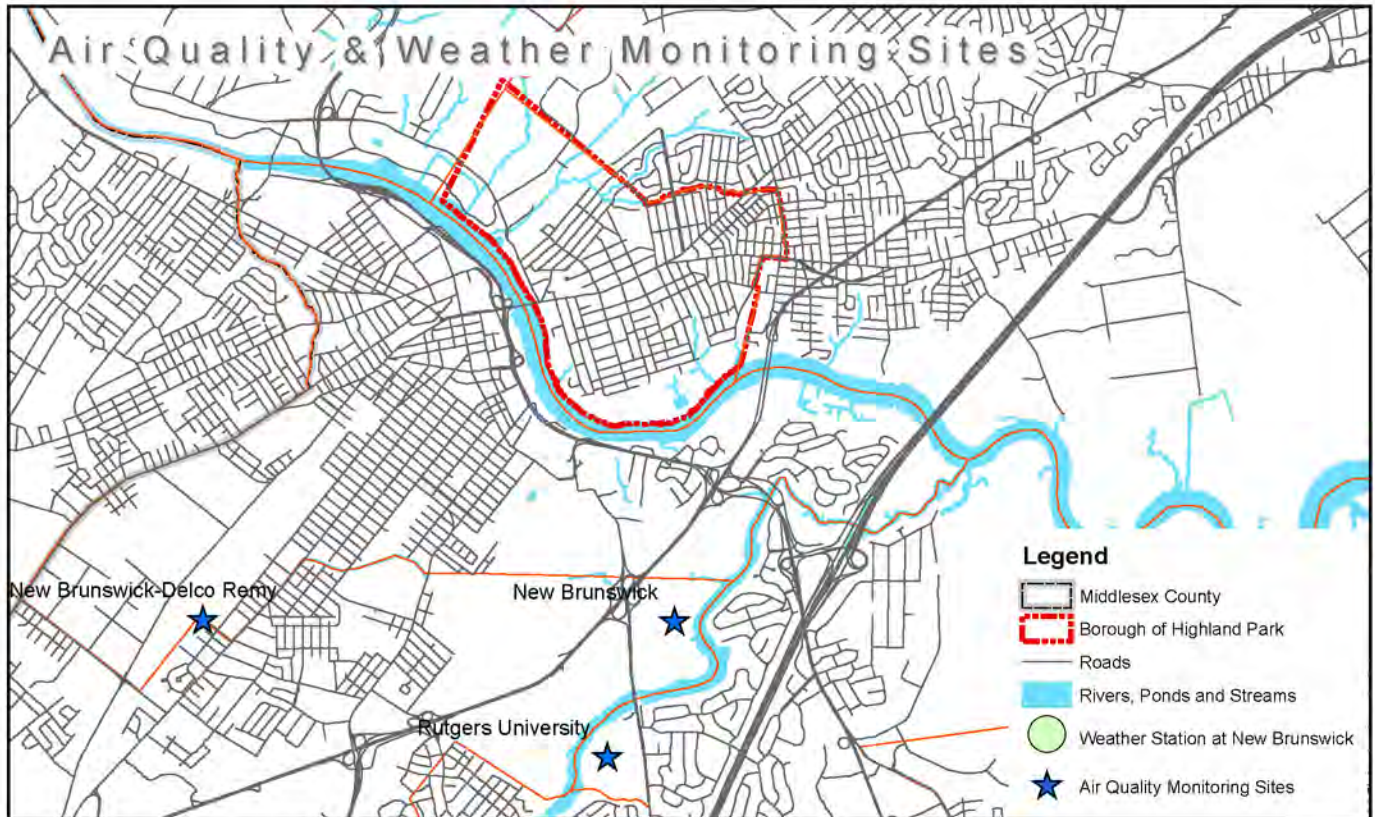 Air Quality & Weather Monitoring Sites
New Brunswick-Delco Remy
New Brunswick
Rutgers University
Legend
Middlesex County
Borough of Highland Park
Roads
Rivers, Ponds and Streams
Weather Station at New Brunswick
Air Quality Monitoring Sites